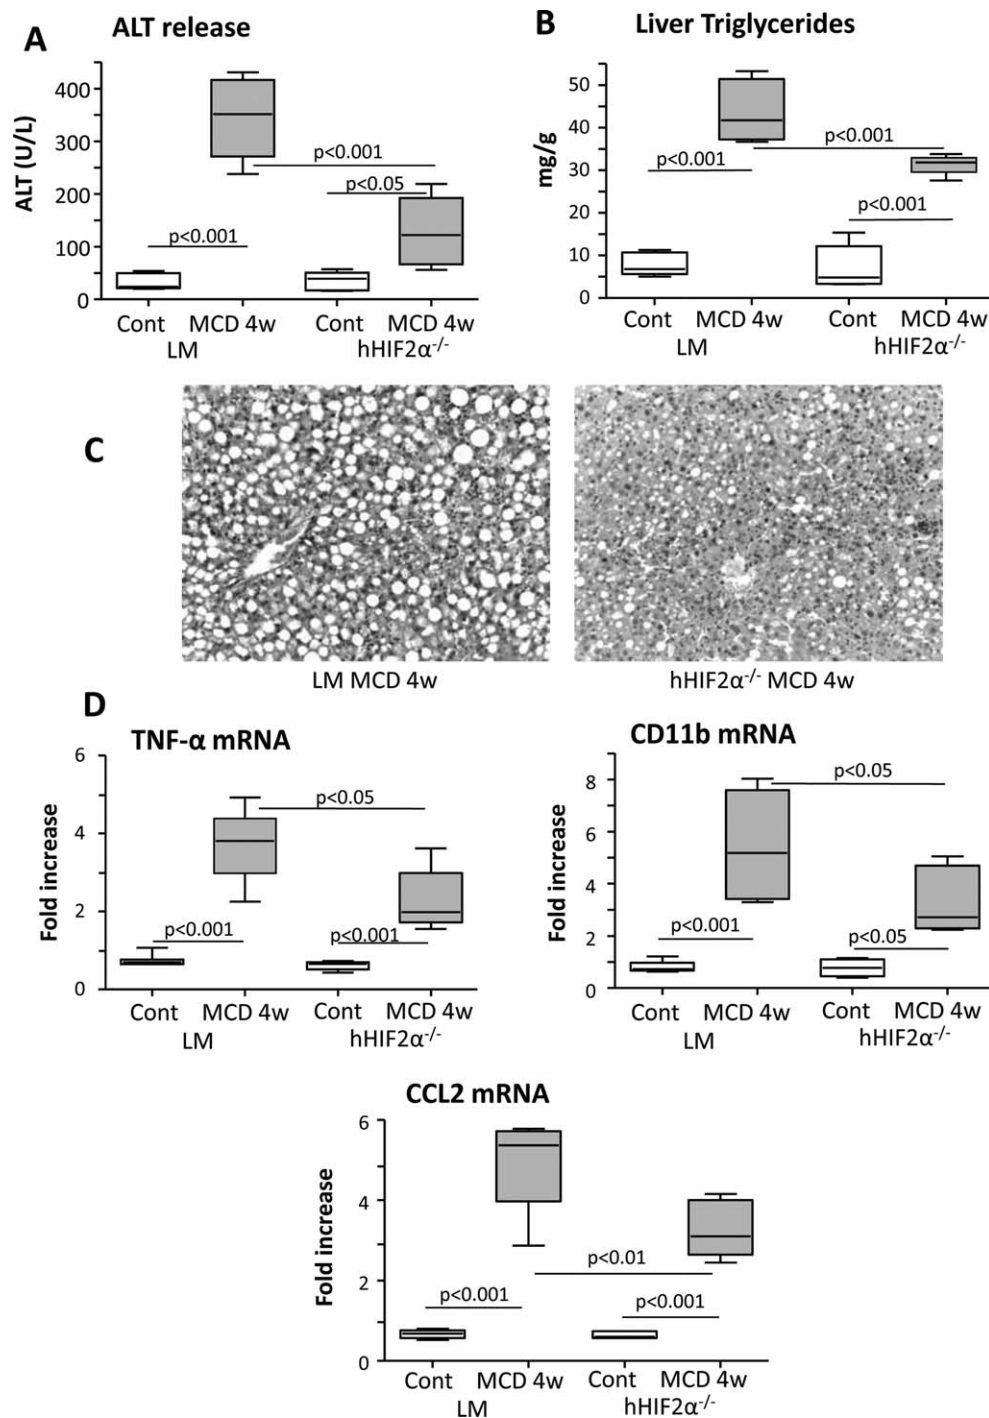 A
ALT release
ALT (U/L)
400
300
200
100
0
p<0.001
p<0.001
p<0.05
Cont MCD 4w Cont MCD 4w
LM hHIF2α-/-
B
Liver Triglycerides
mg/g
50
40
30
20
10
0
p<0.001
p<0.001
p<0.001
Cont MCD 4w Cont MCD 4w
LM hHIF2α-/-
C
LM MCD 4w
hHIF2α-/- MCD 4w
D
TNF-α mRNA
Fold increase
6
4
2
0
p<0.05
p<0.001
p<0.001
Cont MCD 4w Cont MCD 4w
LM hHIF2α-/-
CD11b mRNA
Fold increase
8
6
4
2
0
p<0.05
p<0.001
p<0.05
Cont MCD 4w Cont MCD 4w
LM hHIF2α-/-
CCL2 mRNA
Fold increase
6
4
2
0
p<0.01
p<0.001
p<0.001
Cont MCD 4w Cont MCD 4w
LM hHIF2α-/-